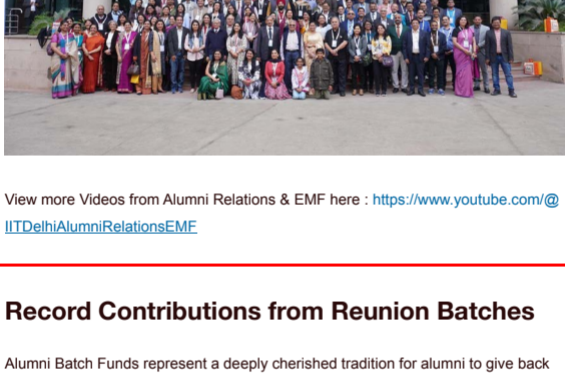 View more Videos from Alumni Relations & EMF here : https://www.youtube.com/@
IITDelhiAlumniRelationsEMF
Record Contributions from Reunion Batches
Alumni Batch Funds represent a deeply cherished tradition for alumni to give back